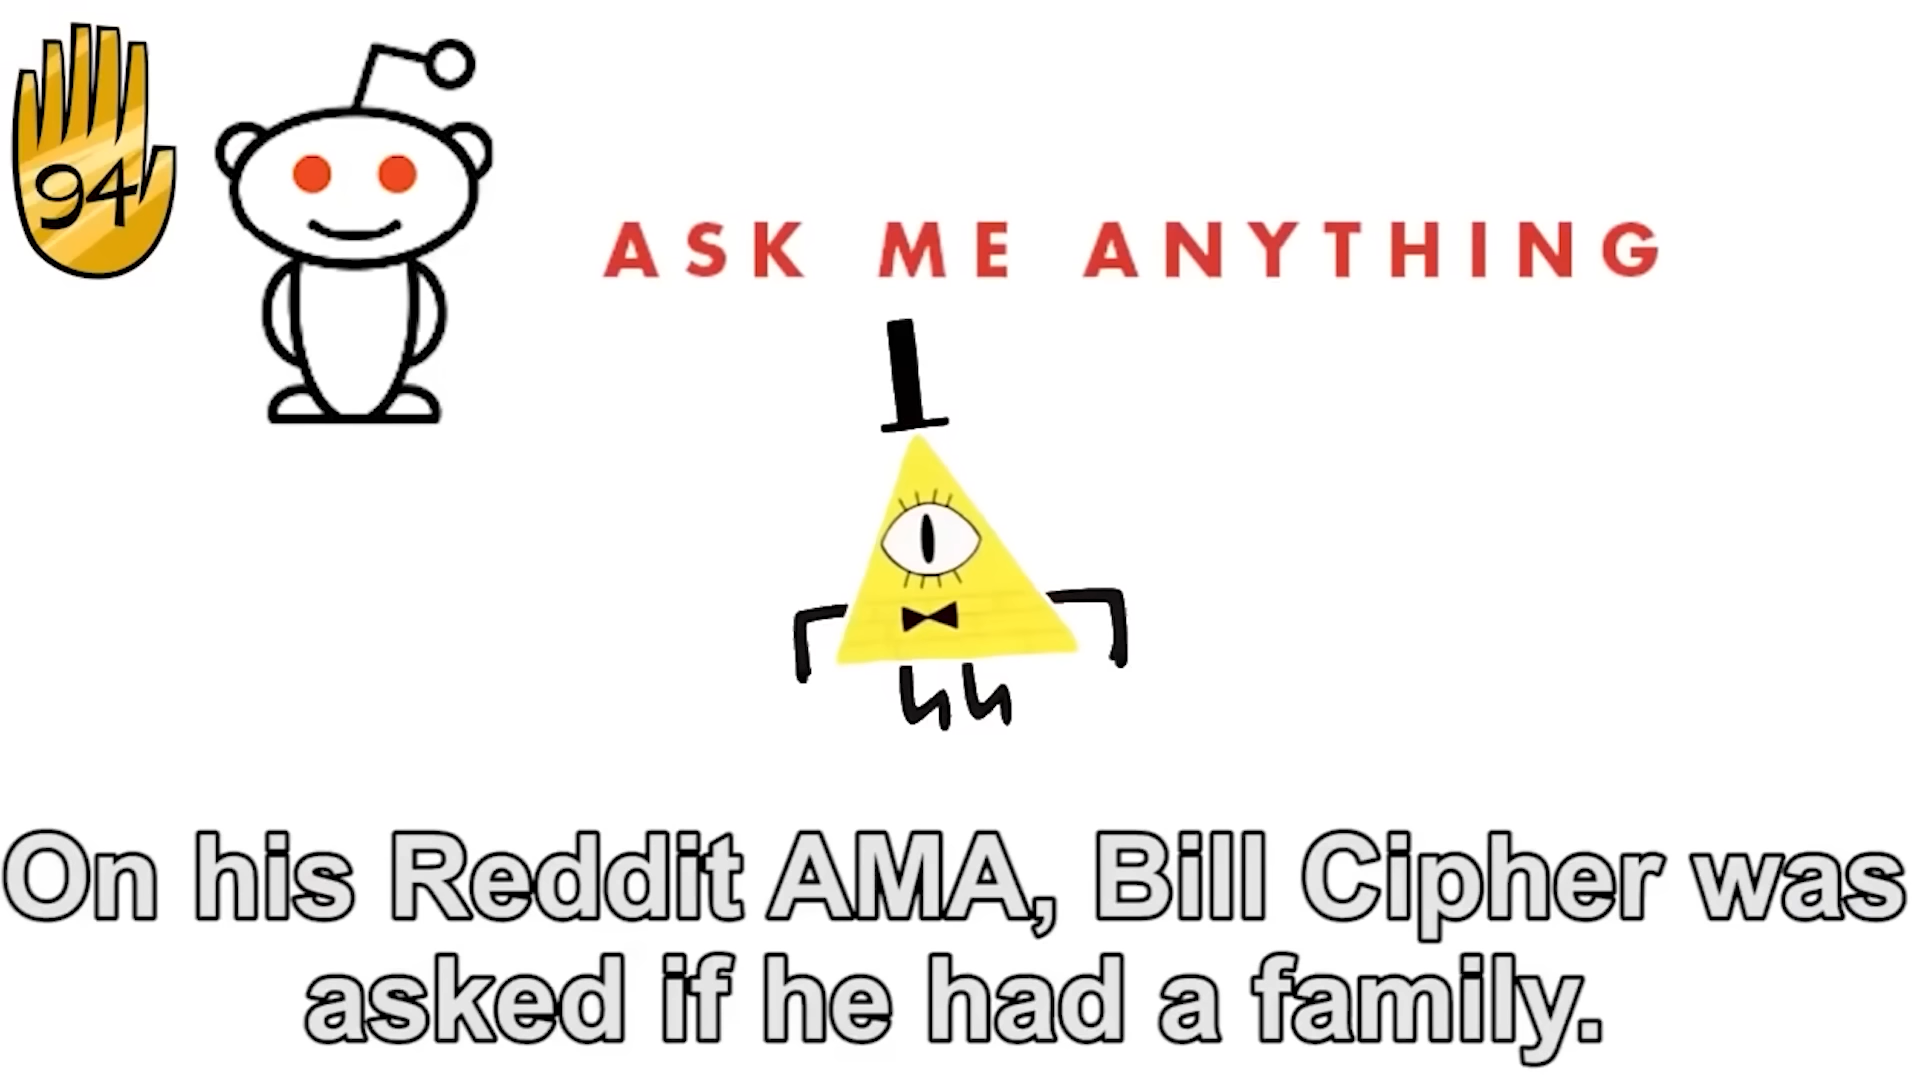 94
ASK ME ANYTHING
On his Reddit AMA, Bill Cipher was
asked if he had a family.